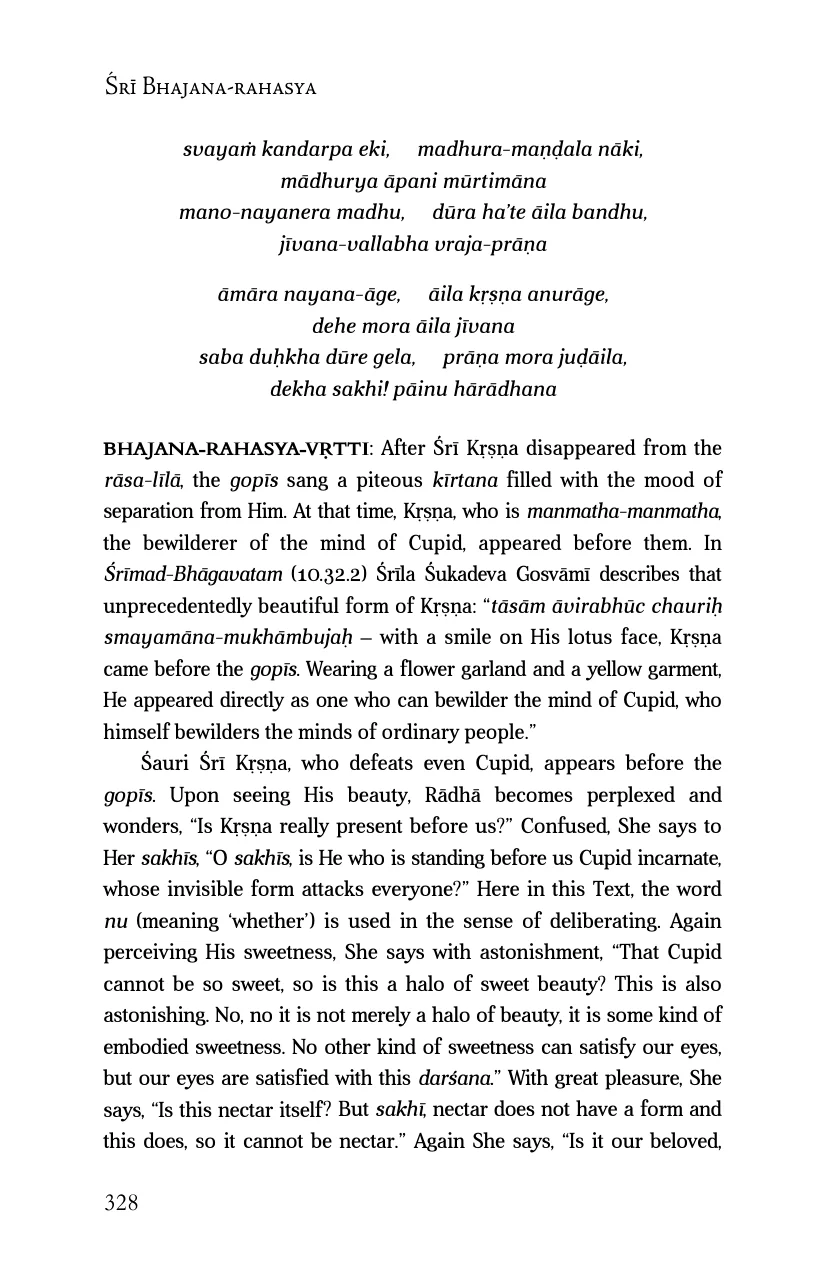 Śrī Bhajana-rahasya
svayaṁ kandarpa eki, madhura-maṇḍala nāki,
mādhurya āpani mūrtimāna
mano-nayanera madhu, dūra ha’te āila bandhu,
jīvana-vallabha vraja-prāṇa
āmāra nayana-āge, āila kṛṣṇa anurāge,
dehe mora āila jīvana
saba duḥkha dūre gela, prāṇa mora juḍāila,
dekha sakhi! pāinu hārādhana
BHAJANA-RAHASYA-VṚTTI: After Śrī Kṛṣṇa disappeared from the
rāsa-līlā, the gopīs sang a piteous kīrtana filled with the mood of
separation from Him. At that time, Kṛṣṇa, who is manmatha-manmatha,
the bewilderer of the mind of Cupid, appeared before them. In
Śrīmad-Bhāgavatam (10.32.2) Śrīla Śukadeva Gosvāmī describes that
unprecedentedly beautiful form of Kṛṣṇa: “tāsām āvirabhūc chauriḥ
smayamāna-mukhāmbujaḥ – with a smile on His lotus face, Kṛṣṇa
came before the gopīs. Wearing a flower garland and a yellow garment,
He appeared directly as one who can bewilder the mind of Cupid, who
himself bewilders the minds of ordinary people.”
Śauri Śrī Kṛṣṇa, who defeats even Cupid, appears before the
gopīs. Upon seeing His beauty, Rādhā becomes perplexed and
wonders, “Is Kṛṣṇa really present before us?” Confused, She says to
Her sakhīs, “O sakhīs, is He who is standing before us Cupid incarnate,
whose invisible form attacks everyone?” Here in this Text, the word
nu (meaning ‘whether’) is used in the sense of deliberating. Again
perceiving His sweetness, She says with astonishment, “That Cupid
cannot be so sweet, so is this a halo of sweet beauty? This is also
astonishing. No, no it is not merely a halo of beauty, it is some kind of
embodied sweetness. No other kind of sweetness can satisfy our eyes,
but our eyes are satisfied with this darśana.” With great pleasure, She
says, “Is this nectar itself? But sakhī, nectar does not have a form and
this does, so it cannot be nectar.” Again She says, “Is it our beloved,
328